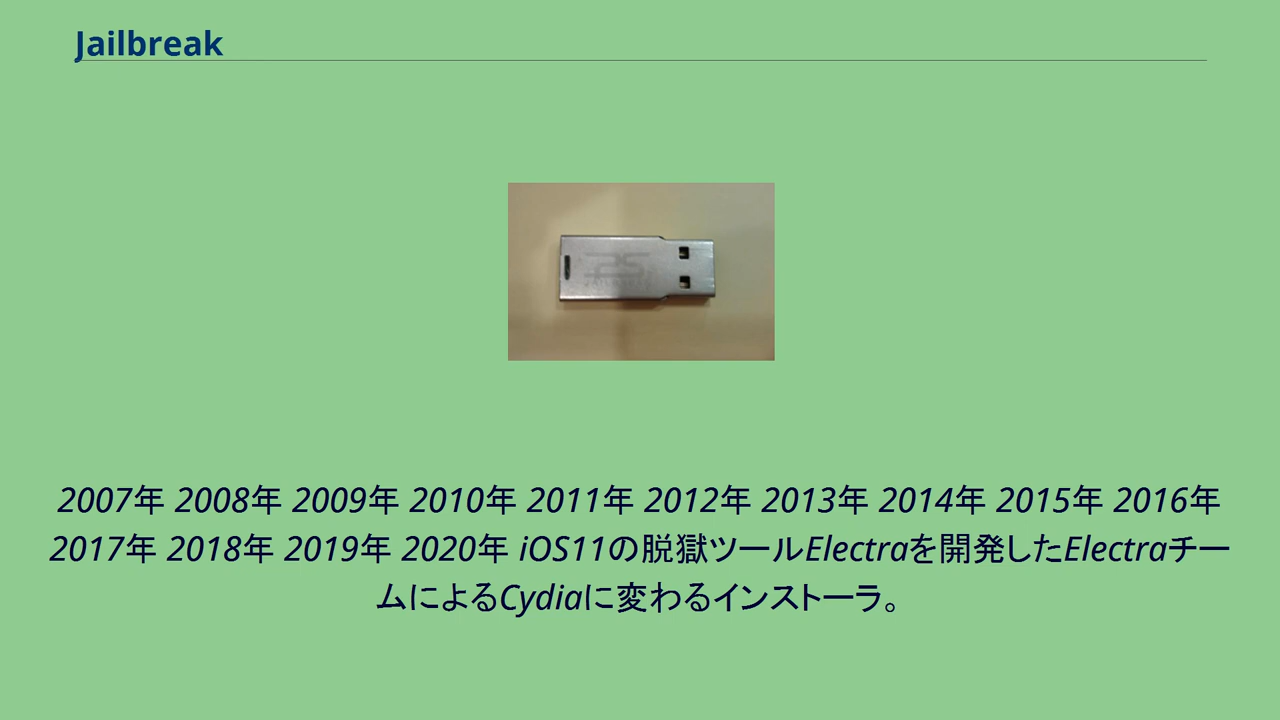 Jailbreak
2007年 2008年 2009年 2010年 2011年 2012年 2013年 2014年 2015年 2016年
2017年 2018年 2019年 2020年 iOS11の脱獄ツールElectraを開発したElectraチー
ムによるCydiaに変わるインストーラ。